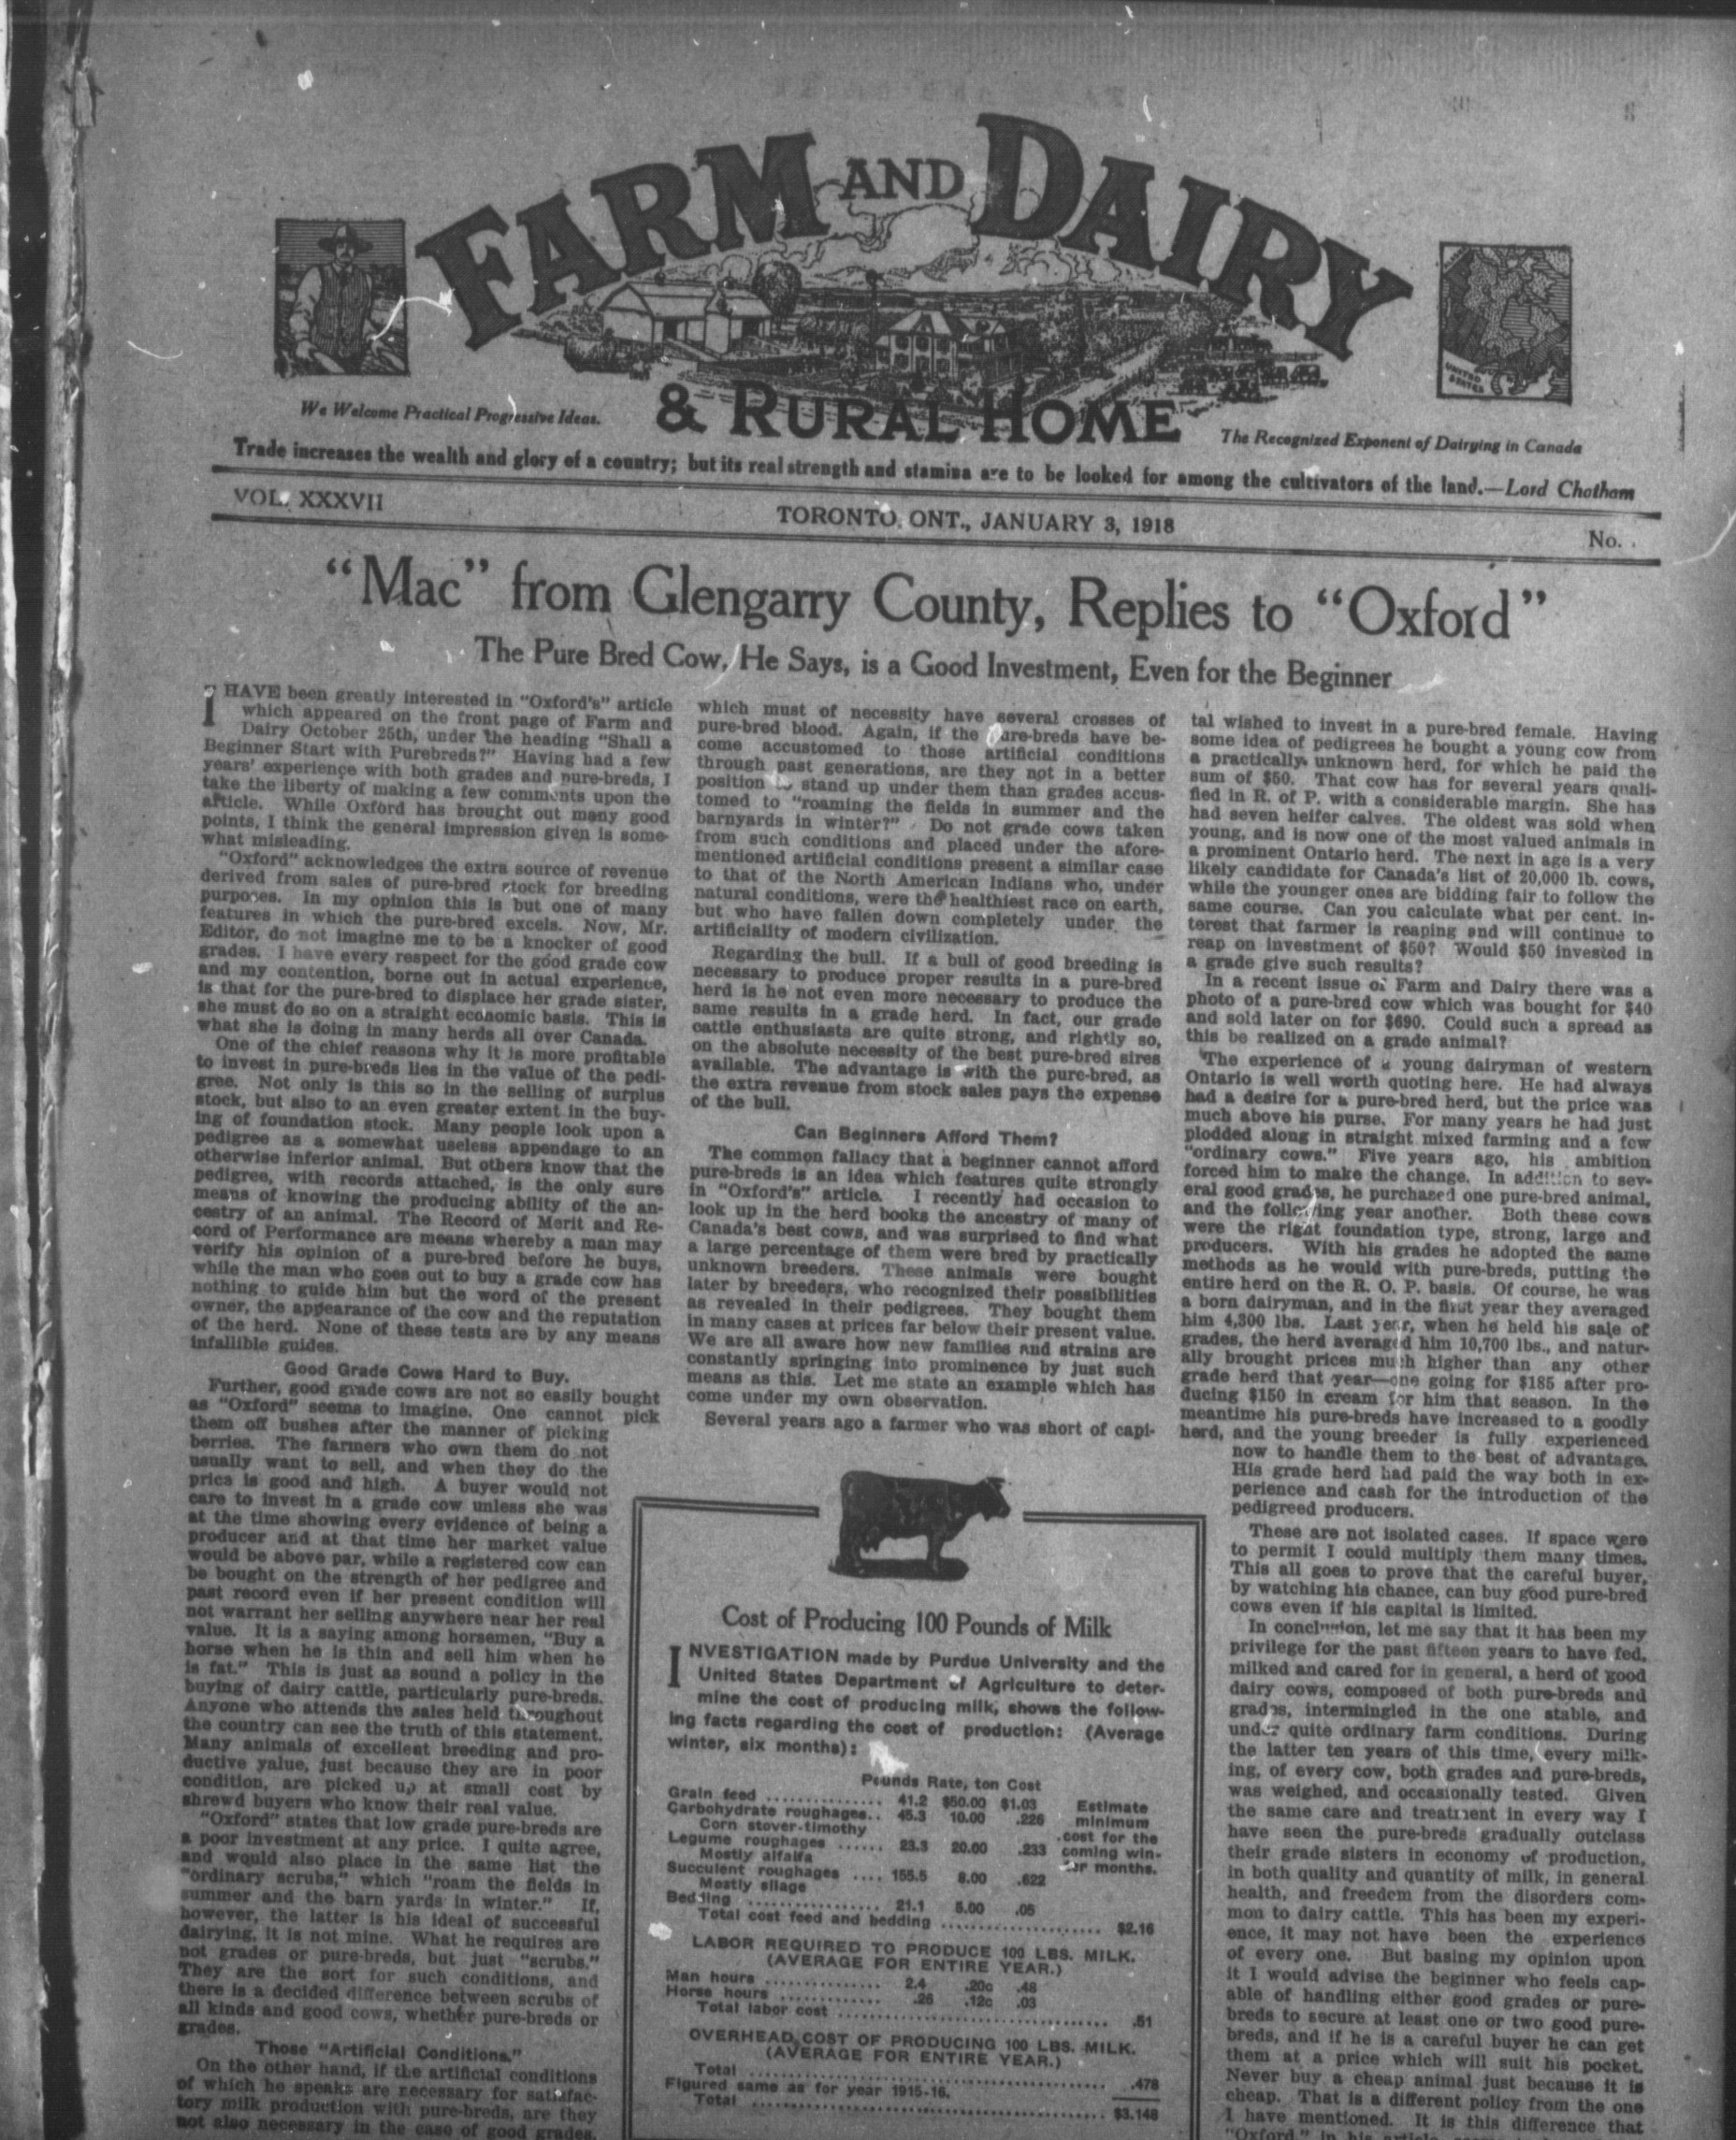 FARM AND DAIRY
& RURAL HOME
UNITED
STATES
We Welcome Practical Progressive Ideas.
The Recognized Exponent of Dairying in Canada
Trade increases the wealth and glory of a country; but its real strength and stamina are to be looked for among the cultivators of the land.—Lord Chatham
VOL. XXXVII
TORONTO, ONT., JANUARY 3, 1918
No.
"Mac" from Glengarry County, Replies to "Oxford"
The Pure Bred Cow, He Says, is a Good Investment, Even for the Beginner
I HAVE been greatly interested in "Oxford's" article
which appeared on the front page of Farm and
Dairy October 25th, under the heading "Shall a
Beginner Start with Purebreds?" Having had a few
years' experience with both grades and pure-breds, I
take the liberty of making a few comments upon the
article. While Oxford has brought out many good
points, I think the general impression given is some-
what misleading.
"Oxford" acknowledges the extra source of revenue
derived from sales of pure-bred stock for breeding
purposes. In my opinion this is but one of many
features in which the pure-bred excels. Now, Mr.
Editor, do not imagine me to be a knocker of good
grades. I have every respect for the good grade cow
and my contention, borne out in actual experience,
is that for the pure-bred to displace her grade sister,
she must do so on a straight economic basis. This is
what she is doing in many herds all over Canada.
One of the chief reasons why it is more profitable
to invest in pure-breds lies in the value of the pedi-
gree. Not only is this so in the selling of surplus
stock, but also to an even greater extent in the buy-
ing of foundation stock. Many people look upon a
pedigree as a somewhat useless appendage to an
otherwise inferior animal. But others know that the
pedigree, with records attached, is the only sure
means of knowing the producing ability of the an-
cestry of an animal. The Record of Merit and Re-
cord of Performance are means whereby a man may
verify his opinion of a pure-bred before he buys,
while the man who goes out to buy a grade cow has
nothing to guide him but the word of the present
owner, the appearance of the cow and the reputation
of the herd. None of these tests are by any means
infallible guides.
Good Grade Cows Hard to Buy.
Further, good grade cows are not so easily bought
as "Oxford" seems to imagine. One cannot pick
them off bushes after the manner of picking
berries. The farmers who own them do not
usually want to sell, and when they do the
price is good and high. A buyer would not
care to invest in a grade cow unless she was
at the time showing every evidence of being a
producer and at that time her market value
would be above par, while a registered cow can
be bought on the strength of her pedigree and
past record even if her present condition will
not warrant her selling anywhere near her real
value. It is a saying among horsemen, "Buy a
horse when he is thin and sell him when he
is fat." This is just as sound a policy in the
buying of dairy cattle, particularly pure-breds.
Anyone who attends the sales held throughout
the country can see the truth of this statement.
Many animals of excellent breeding and pro-
ductive value, just because they are in poor
condition, are picked up at small cost by
shrewd buyers who know their real value.
"Oxford" states that low grade pure-breds are
a poor investment at any price. I quite agree,
and would also place in the same list the
"ordinary scrubs," which "roam the fields in
summer and the barn yards in winter." If,
however, the latter is his ideal of successful
dairying, it is not mine. What he requires are
not grades or pure-breds, but just "scrubs."
They are the sort for such conditions, and
there is a decided difference between scrubs of
all kinds and good cows, whether pure-breds or
grades.
Those "Artificial Conditions."
On the other hand, if the artificial conditions
of which he speaks are necessary for satisfac-
tory milk production with pure-breds, are they
not also necessary in the case of good grades,
which must of necessity have several crosses of
pure-bred blood. Again, if the pure-breds have be-
come accustomed to those artificial conditions
through past generations, are they not in a better
position to stand up under them than grades accus-
tomed to "roaming the fields in summer and the
barnyards in winter?" Do not grade cows taken
from such conditions and placed under the afore-
mentioned artificial conditions present a similar case
to that of the North American Indians who, under
natural conditions, were the healthiest race on earth,
but who have fallen down completely under the
artificiality of modern civilization.
Regarding the bull. If a bull of good breeding is
necessary to produce proper results in a pure-bred
herd is he not even more necessary to produce the
same results in a grade herd. In fact, our grade
cattle enthusiasts are quite strong, and rightly so,
on the absolute necessity of the best pure-bred sires
available. The advantage is with the pure-bred, as
the extra revenue from stock sales pays the expense
of the bull.
Can Beginners Afford Them?
The common fallacy that a beginner cannot afford
pure-breds is an idea which features quite strongly
in "Oxford's" article. I recently had occasion to
look up in the herd books the ancestry of many of
Canada's best cows, and was surprised to find what
a large percentage of them were bred by practically
unknown breeders. These animals were bought
later by breeders, who recognized their possibilities
as revealed in their pedigrees. They bought them
in many cases at prices far below their present value.
We are all aware how new families and strains are
constantly springing into prominence by just such
means as this. Let me state an example which has
come under my own observation.
Several years ago a farmer who was short of capi-
Cost of Producing 100 Pounds of Milk
INVESTIGATION made by Purdue University and the
United States Department of Agriculture to deter-
mine the cost of producing milk, shows the follow-
ing facts regarding the cost of production: (Average
winter, six months):
Pounds Rate, ton Cost
Grain feed ............... 41.2 $50.00 $1.03 Estimate
Carbohydrate roughages.. 45.3 10.00 .226 minimum
Corn stover-timothy cost for the
Legume roughages ...... 23.3 20.00 .233 coming win-
Mostly alfalfa ter months.
Succulent roughages .... 155.5 8.00 .622
Mostly silage
Bedding ................. 21.1 5.00 .05
Total cost feed and bedding .................... $2.16
LABOR REQUIRED TO PRODUCE 100 LBS. MILK.
(AVERAGE FOR ENTIRE YEAR.)
Man hours ............... 2.4 .20c .48
Horse hours ............. .26 .12c .03
Total labor cost .................................. .51
OVERHEAD COST OF PRODUCING 100 LBS. MILK.
(AVERAGE FOR ENTIRE YEAR.)
Total .............................................. .478
Figured same as for year 1915-16.
Total .............................................. $3.148
tal wished to invest in a pure-bred female. Having
some idea of pedigrees he bought a young cow from
a practically unknown herd, for which he paid the
sum of $50. That cow has for several years quali-
fied in R. of P. with a considerable margin. She has
had seven heifer calves. The oldest was sold when
young, and is now one of the most valued animals in
a prominent Ontario herd. The next in age is a very
likely candidate for Canada's list of 20,000 lb. cows,
while the younger ones are bidding fair to follow the
same course. Can you calculate what per cent. in-
terest that farmer is reaping and will continue to
reap on investment of $50? Would $50 invested in
a grade give such results?
In a recent issue of Farm and Dairy there was a
photo of a pure-bred cow which was bought for $40
and sold later on for $690. Could such a spread as
this be realized on a grade animal?
The experience of a young dairyman of western
Ontario is well worth quoting here. He had always
had a desire for a pure-bred herd, but the price was
much above his purse. For many years he had just
plodded along in straight mixed farming and a few
"ordinary cows." Five years ago, his ambition
forced him to make the change. In addition to sev-
eral good grades, he purchased one pure-bred animal,
and the following year another. Both these cows
were the right foundation type, strong, large and
producers. With his grades he adopted the same
methods as he would with pure-breds, putting the
entire herd on the R. O. P. basis. Of course, he was
a born dairyman, and in the first year they averaged
him 4,300 lbs. Last year, when he held his sale of
grades, the herd averaged him 10,700 lbs., and natur-
ally brought prices much higher than any other
grade herd that year—one going for $185 after pro-
ducing $150 in cream for him that season. In the
meantime his pure-breds have increased to a goodly
herd, and the young breeder is fully experienced
now to handle them to the best of advantage.
His grade herd had paid the way both in ex-
perience and cash for the introduction of the
pedigreed producers.
These are not isolated cases. If space were
to permit I could multiply them many times.
This all goes to prove that the careful buyer,
by watching his chance, can buy good pure-bred
cows even if his capital is limited.
In conclusion, let me say that it has been my
privilege for the past fifteen years to have fed,
milked and cared for in general, a herd of good
dairy cows, composed of both pure-breds and
grades, intermingled in the one stable, and
under quite ordinary farm conditions. During
the latter ten years of this time, every milk-
ing, of every cow, both grades and pure-breds,
was weighed, and occasionally tested. Given
the same care and treatment in every way I
have seen the pure-breds gradually outclass
their grade sisters in economy of production,
in both quality and quantity of milk, in general
health, and freedom from the disorders com-
mon to dairy cattle. This has been my experi-
ence, it may not have been the experience
of every one. But basing my opinion upon
it I would advise the beginner who feels cap-
able of handling either good grades or pure-
breds to secure at least one or two good pure-
breds, and if he is a careful buyer he can get
them at a price which will suit his pocket.
Never buy a cheap animal just because it is
cheap. That is a different policy from the one
I have mentioned. It is this difference that
"Oxford," in his article